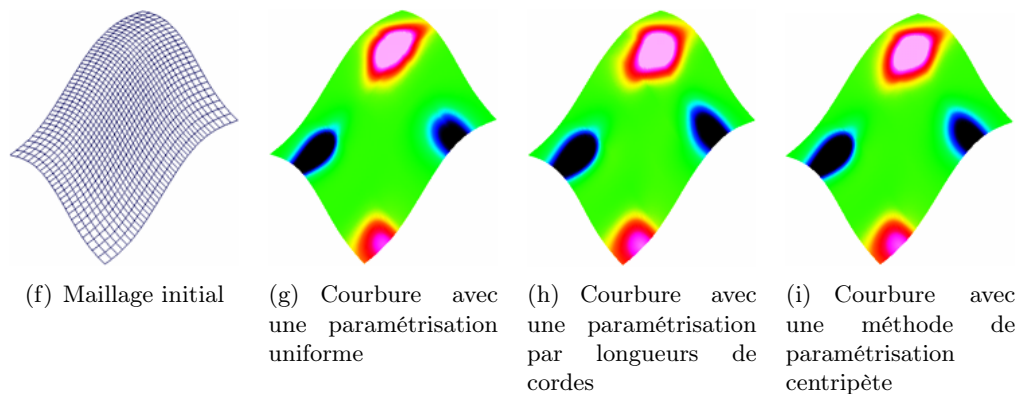 (f) Maillage initial
(g) Courbure avec
une paramétrisation
uniforme
(h) Courbure avec
une paramétrisation
par longueurs de
cordes
(i) Courbure avec
une méthode de
paramétrisation
centripète